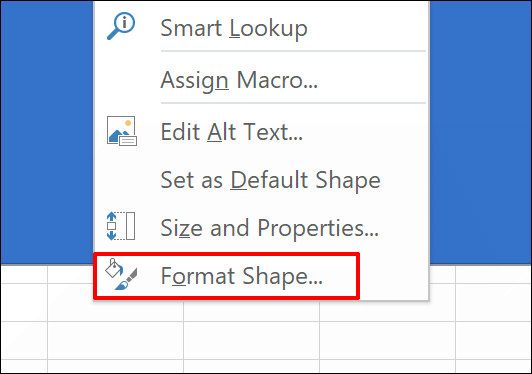 Smart Lookup
Assign Macro...
Edit Alt Text...
Set as Default Shape
Size and Properties...
Format Shape...